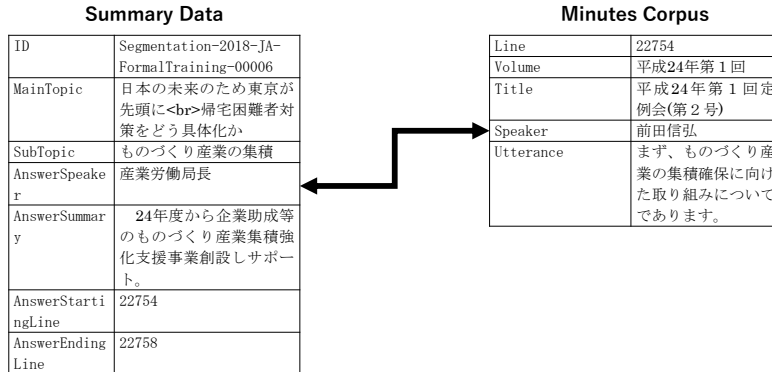 Summary Data
ID
Segmentation-2018-JA-
FormalTraining-00006
MainTopic
日本の未来のため東京が
先頭に<br>帰宅困難者対
策をどう具体化か
SubTopic
ものづくり産業の集積
AnswerSpeake
r
産業労働局長
AnswerSummar
y
24年度から企業助成等
のものづくり産業集積強
化支援事業創設しサポー
ト。
AnswerStarti
ngLine
22754
AnswerEnding
Line
22758
Minutes Corpus
Line
22754
Volume
平成24年第１回
Title
平成24年第１回定
例会(第２号)
Speaker
前田信弘
Utterance
まず、ものづくり産
業の集積確保に向け
た取り組みについて
であります。